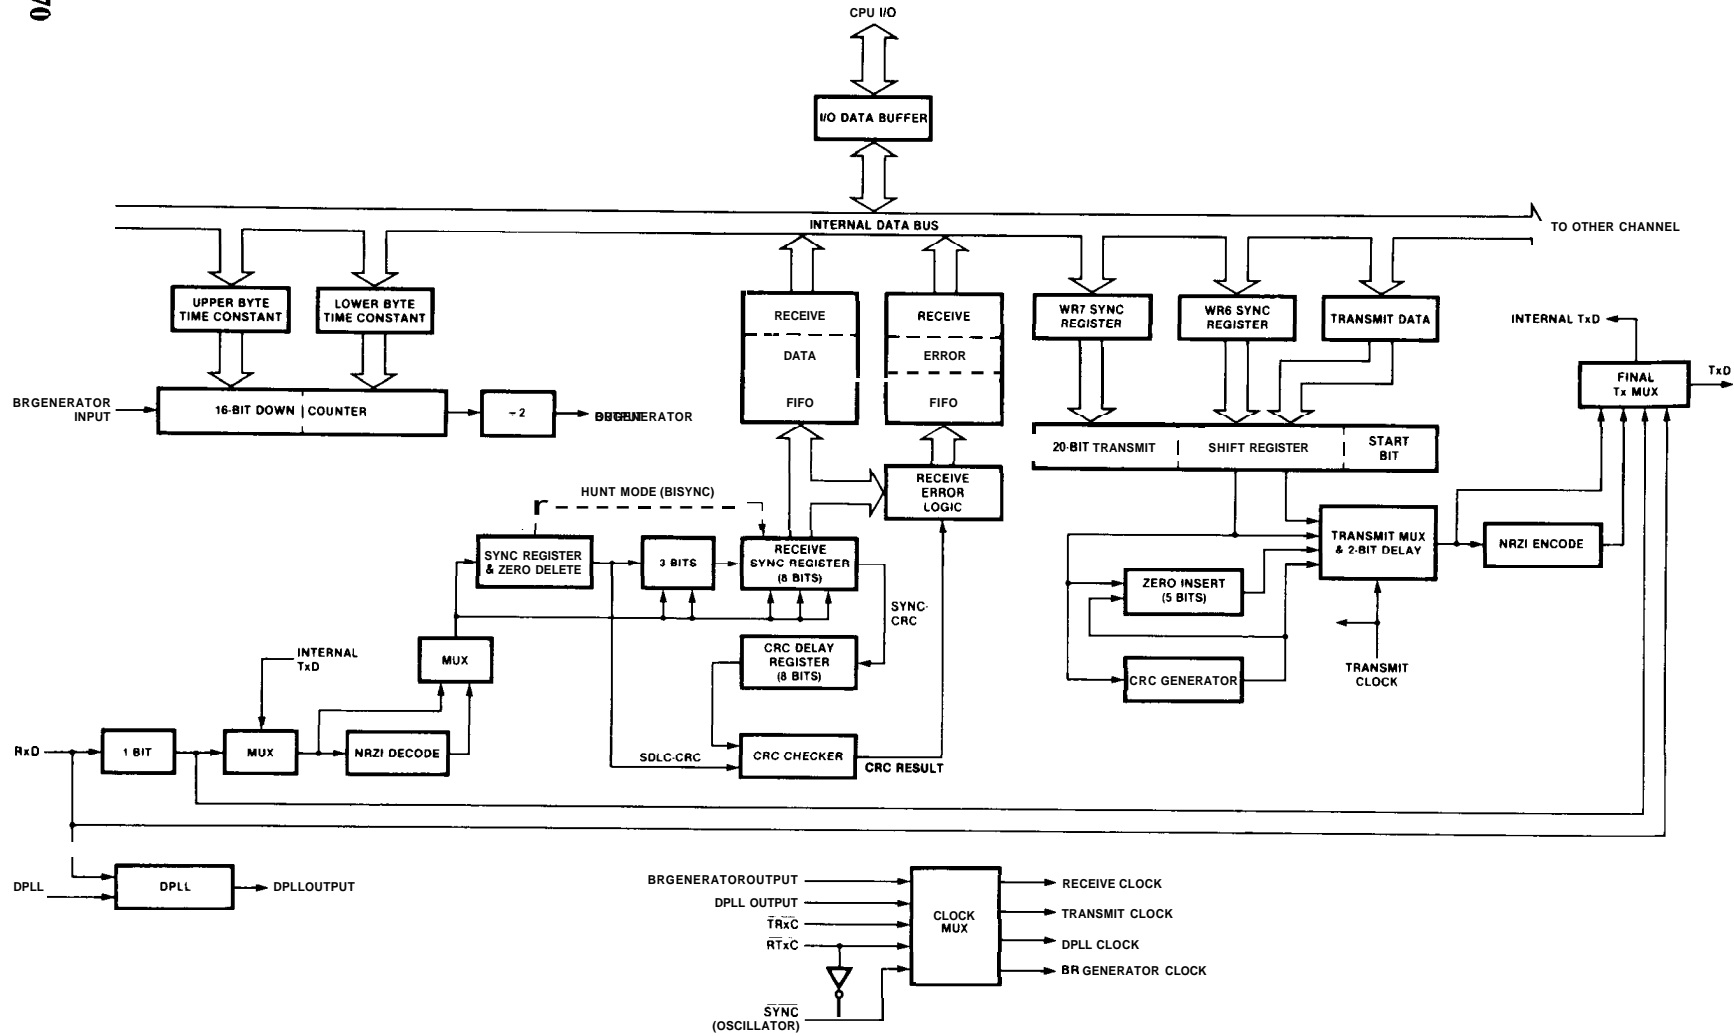 70
CPU I/O
I/O DATA BUFFER
INTERNAL DATA BUS
TO OTHER CHANNEL
UPPER BYTE
TIME CONSTANT
LOWER BYTE
TIME CONSTANT
RECEIVE
DATA
FIFO
RECEIVE
ERROR
FIFO
WR7 SYNC
REGISTER
WR6 SYNC
REGISTER
TRANSMIT DATA
INTERNAL TxD
FINAL
Tx MUX
TxD
BRGENERATOR
INPUT
16-BIT DOWN COUNTER
÷2
BRGENERATOR
20-BIT TRANSMIT
SHIFT REGISTER
START
BIT
RECEIVE
ERROR
LOGIC
HUNT MODE (BISYNC)
SYNC REGISTER
& ZERO DELETE
3 BITS
RECEIVE
SYNC REGISTER
(8 BITS)
SYNC-
CRC
TRANSMIT MUX
& 2-BIT DELAY
NRZI ENCODE
ZERO INSERT
(5 BITS)
CRC GENERATOR
TRANSMIT
CLOCK
INTERNAL
TxD
MUX
CRC DELAY
REGISTER
(8 BITS)
RxD
1 BIT
MUX
NRZI DECODE
SDLC-CRC
CRC CHECKER
CRC RESULT
DPLL
DPLL
DPLLOUTPUT
BRGENERATOROUTPUT
DPLL OUTPUT
TRxC
RTxC
SYNC
(OSCILLATOR)
CLOCK
MUX
RECEIVE CLOCK
TRANSMIT CLOCK
DPLL CLOCK
BR GENERATOR CLOCK